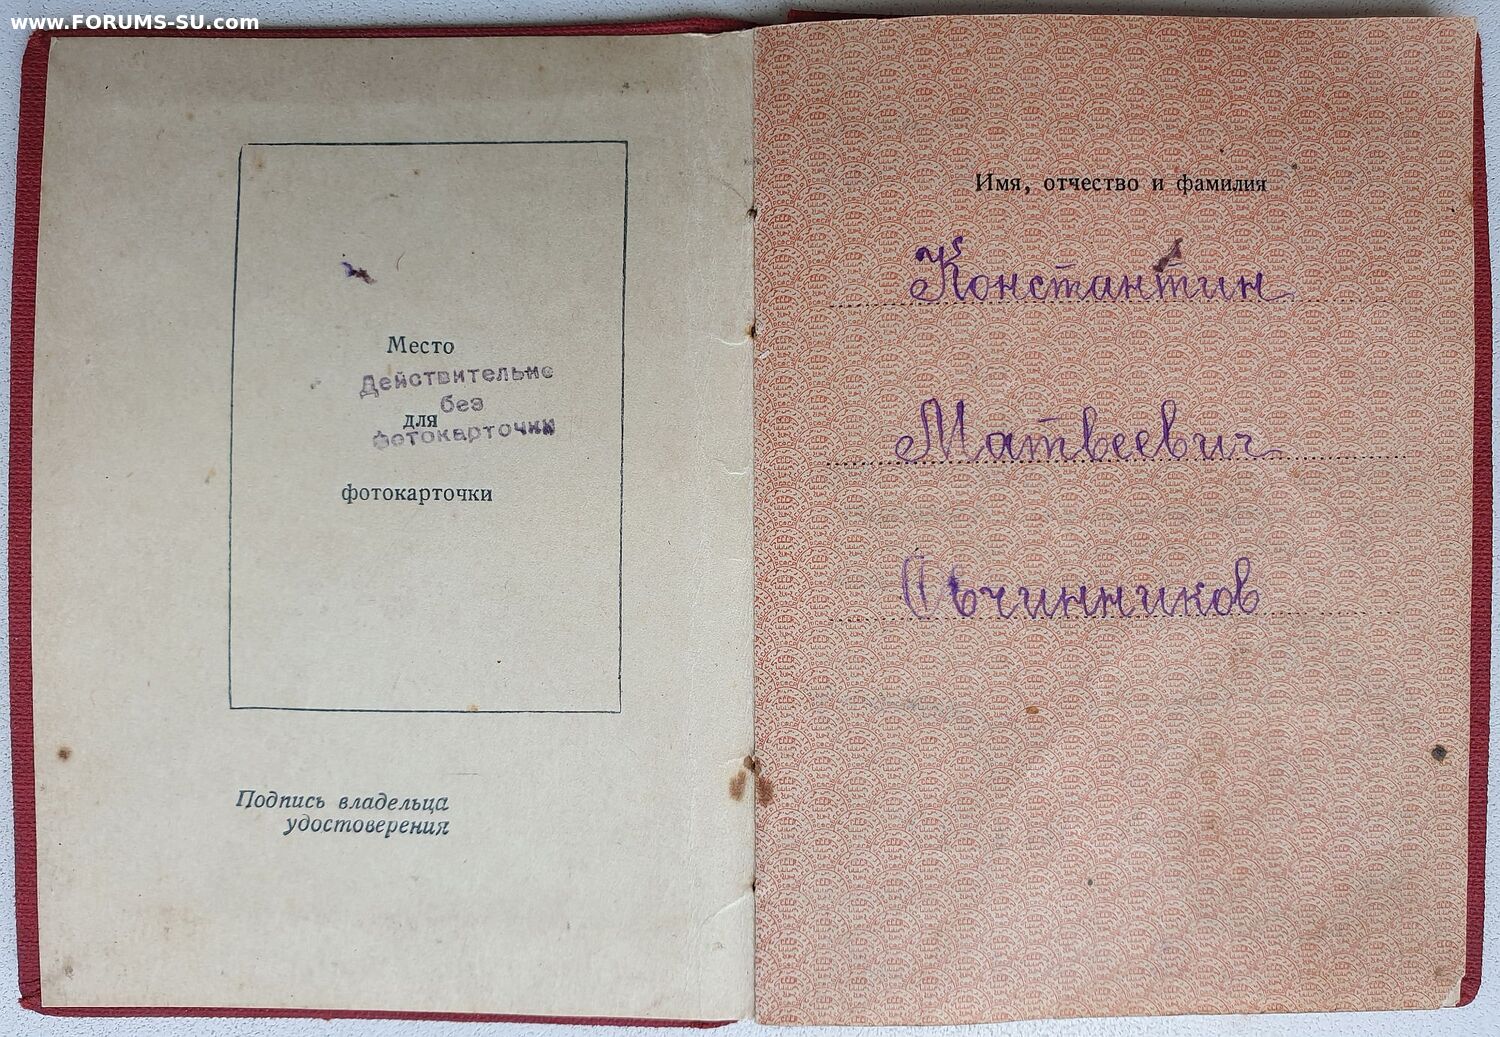 www.FORUMS-SU.com
Место
Действительно
без
для
фотокарточки
фотокарточки
Подпись владельца
удостоверения
Имя, отчество и фамилия
Константин
Матвеевич
Овчинников